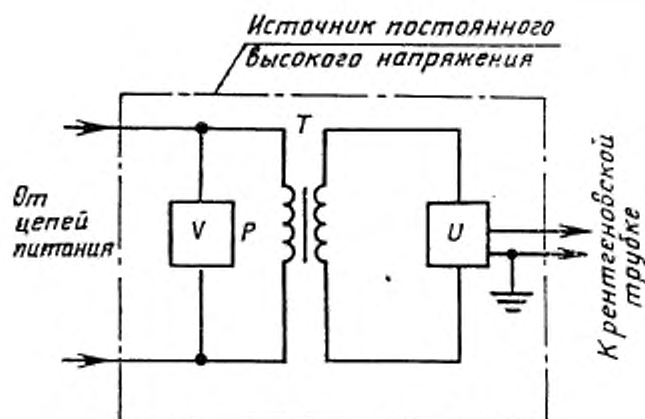 Источник постоянного
высокого напряжения
T
От
цепей
питания
V
P
U
К рентгеновской
трубке